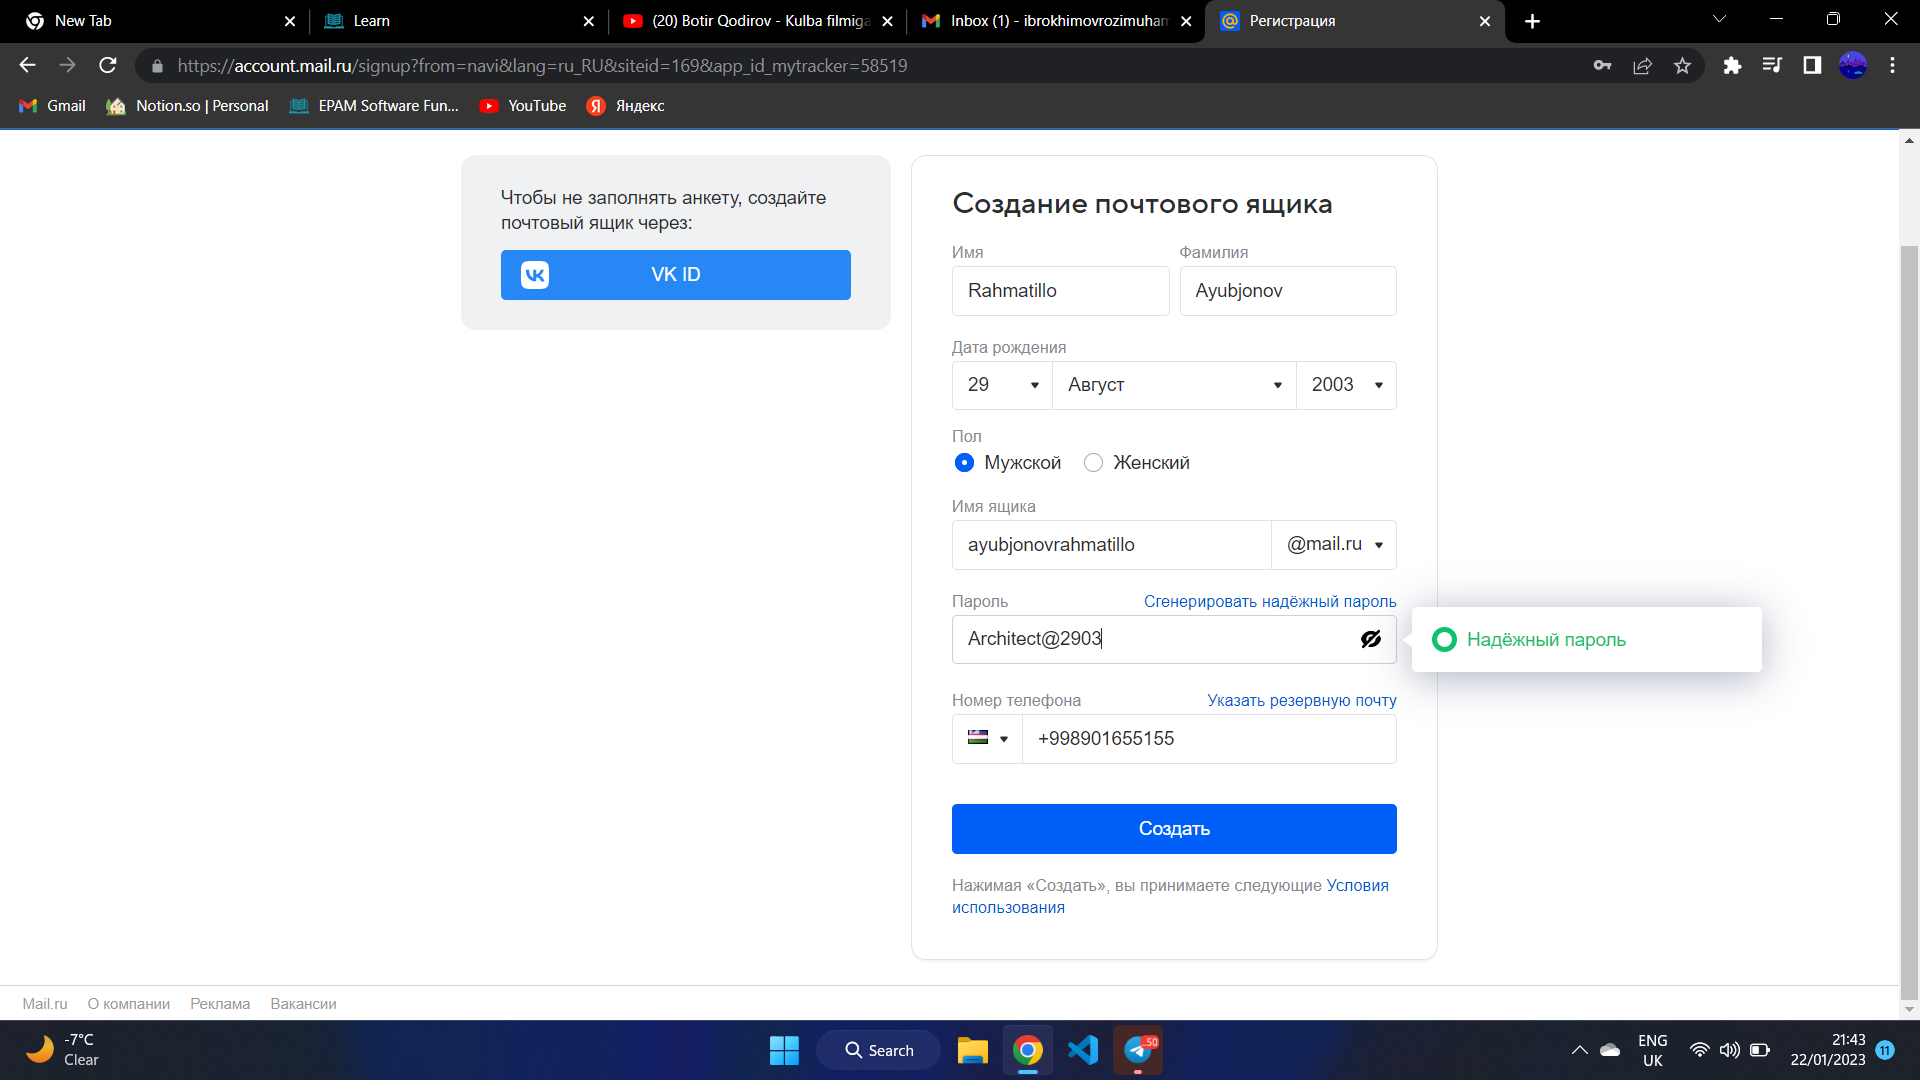 New Tab
Learn
(20) Botir Qodirov - Kulba filmiga
Inbox (1) - ibrokhimovrozimuham
Регистрация
https://account.mail.ru/signup?from=navi&lang=ru_RU&siteid=169&app_id_mytracker=58519
Gmail
Notion.so | Personal
EPAM Software Fun...
YouTube
Яндекс
Чтобы не заполнять анкету, создайте
почтовый ящик через:
VK ID
Создание почтового ящика
Имя Фамилия
Rahmatillo Ayubjonov
Дата рождения
29 Август 2003
Пол
Мужской Женский
Имя ящика
ayubjonovrahmatillo @mail.ru
Пароль Сгенерировать надёжный пароль
Architect@2903
Надёжный пароль
Номер телефона Указать резервную почту
+998901655155
Создать
Нажимая «Создать», вы принимаете следующие Условия
использования
Mail.ru О компании Реклама Вакансии
-7°C
Clear
Search
..50
ENG
UK
21:43
22/01/2023
11